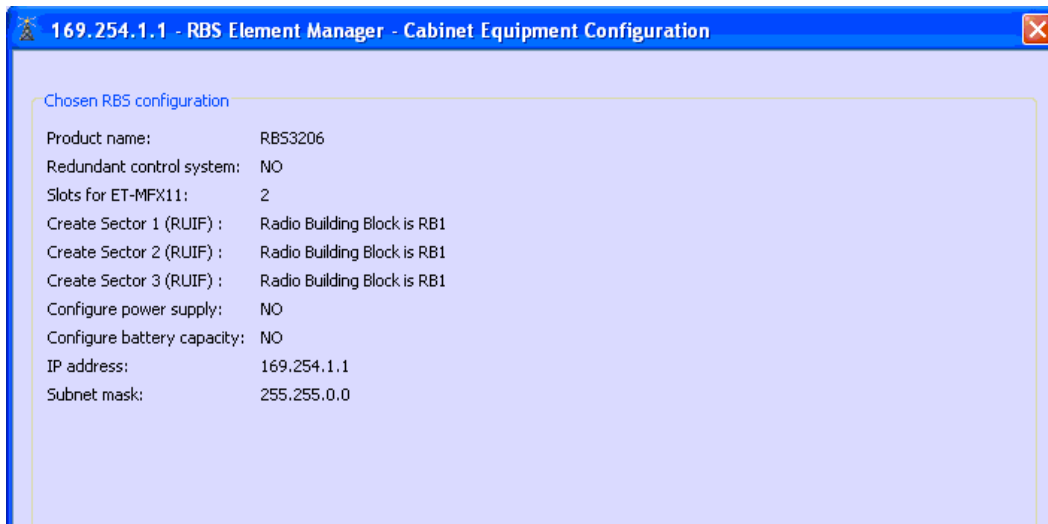 169.254.1.1 - RBS Element Manager - Cabinet Equipment Configuration
Chosen RBS configuration
Product name: RBS3206
Redundant control system: NO
Slots for ET-MFX11: 2
Create Sector 1 (RUIF) : Radio Building Block is RB1
Create Sector 2 (RUIF) : Radio Building Block is RB1
Create Sector 3 (RUIF) : Radio Building Block is RB1
Configure power supply: NO
Configure battery capacity: NO
IP address: 169.254.1.1
Subnet mask: 255.255.0.0